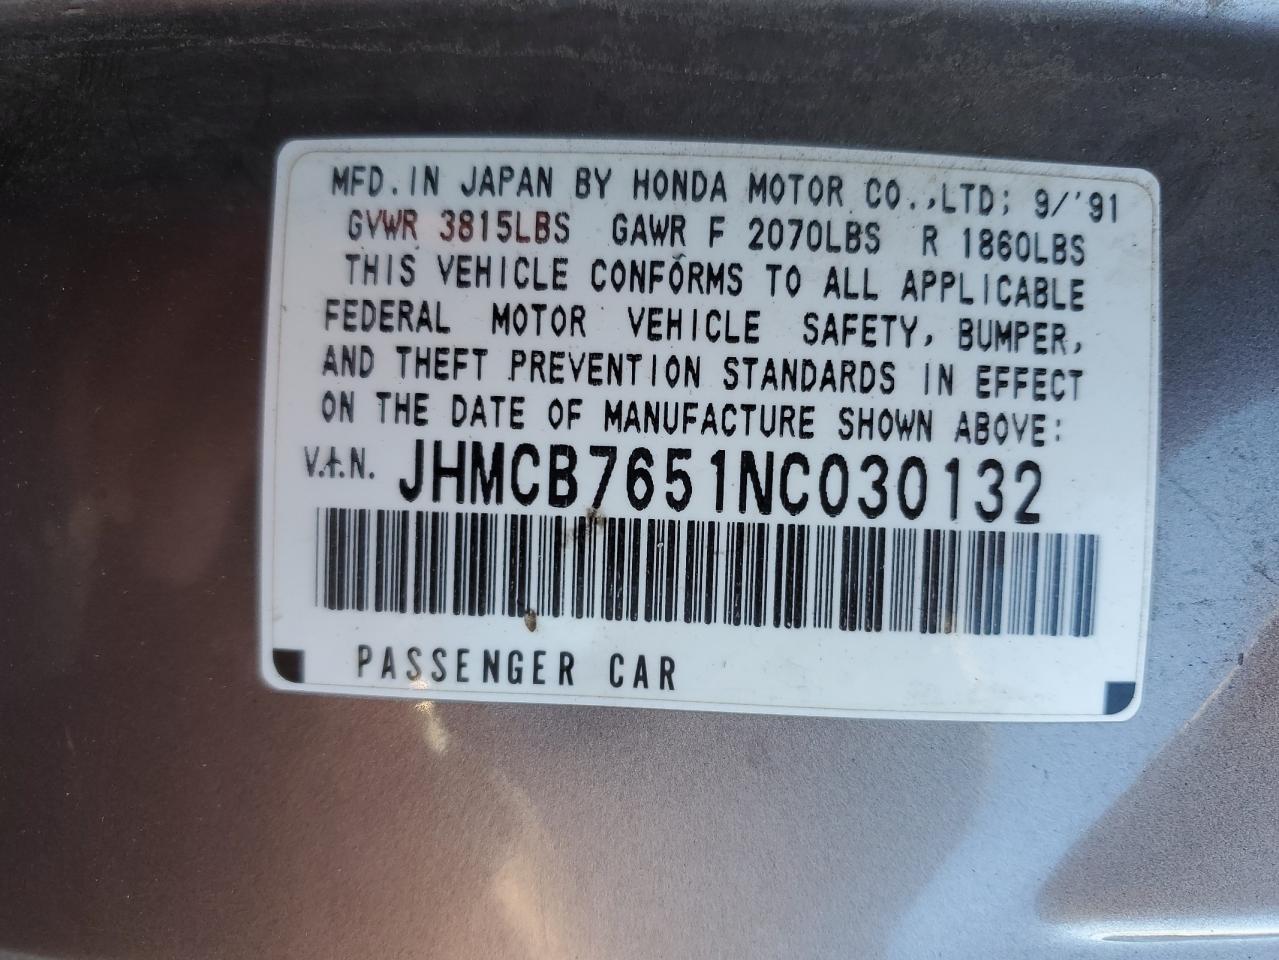 MFD. IN JAPAN BY HONDA MOTOR CO.,LTD; 9/'91
GVWR 3815LBS GAWR F 2070LBS R 1860LBS
THIS VEHICLE CONFORMS TO ALL APPLICABLE
FEDERAL MOTOR VEHICLE SAFETY, BUMPER,
AND THEFT PREVENTION STANDARDS IN EFFECT
ON THE DATE OF MANUFACTURE SHOWN ABOVE:
V.I.N. JHMCB7651NC030132
PASSENGER CAR